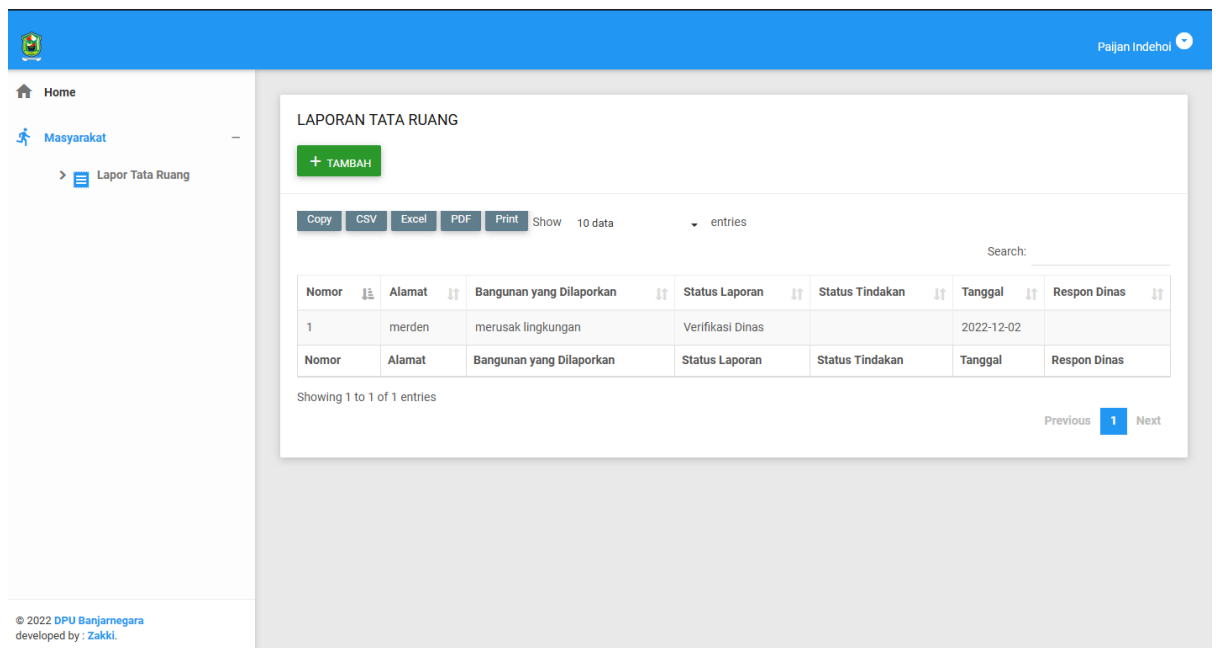 Paijan Indehoi
Home
Masyarakat
Lapor Tata Ruang
LAPORAN TATA RUANG
+ TAMBAH
Copy CSV Excel PDF Print Show 10 data entries
Search:
Nomor Alamat Bangunan yang Dilaporkan Status Laporan Status Tindakan Tanggal Respon Dinas
1 merden merusak lingkungan Verifikasi Dinas 2022-12-02
Nomor Alamat Bangunan yang Dilaporkan Status Laporan Status Tindakan Tanggal Respon Dinas
Showing 1 to 1 of 1 entries
Previous 1 Next
© 2022 DPU Banjarnegara
developed by : Zakki.